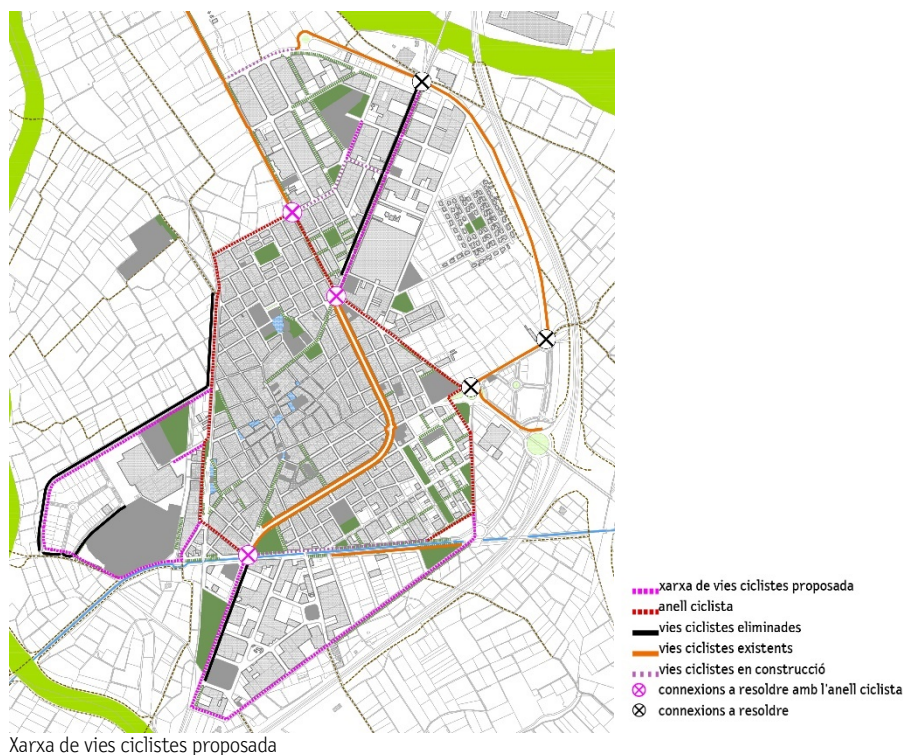 xarxa de vies ciclistes proposada
anell ciclista
vies ciclistes eliminades
vies ciclistes existents
vies ciclistes en construcció
connexions a resoldre amb l'anell ciclista
connexions a resoldre
Xarxa de vies ciclistes proposada